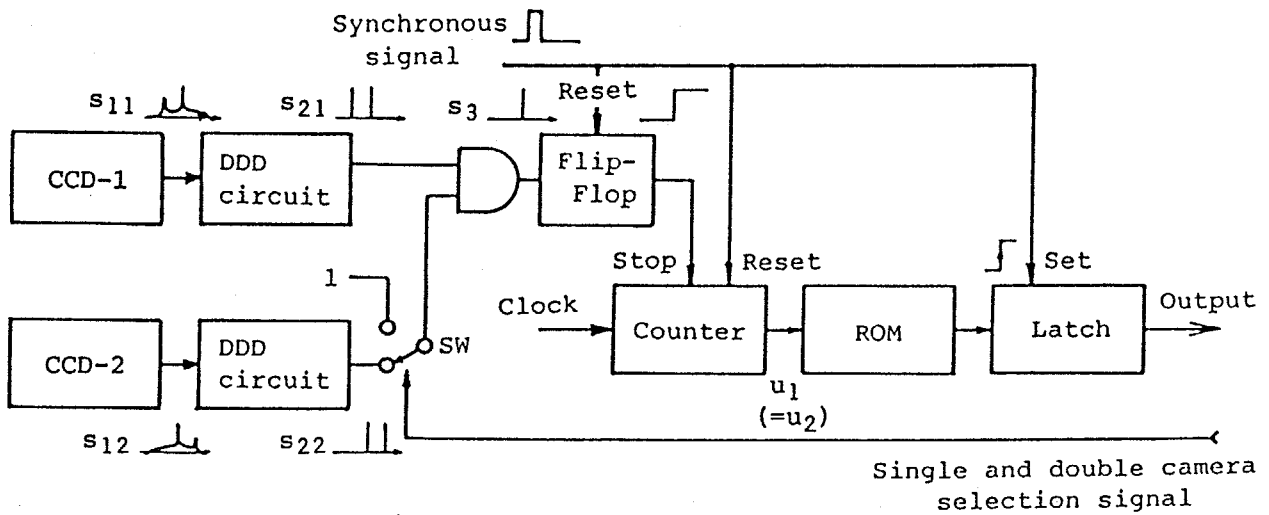 Synchronous
signal
s11
s21
s3
Reset
CCD-1
DDD
circuit
Flip-
Flop
1
Stop
Reset
Set
Clock
Output
CCD-2
DDD
circuit
SW
Counter
ROM
Latch
u1
(=u2)
s12
s22
Single and double camera
selection signal